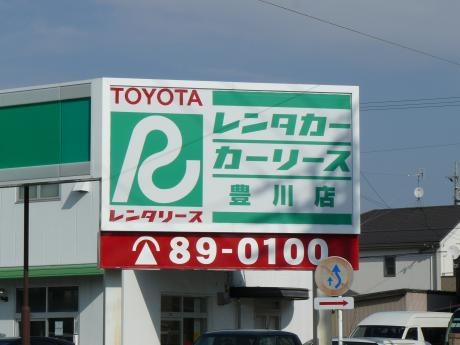 TOYOTA
レンタリース
レンタカー
カーリース
豊川店
89-0100